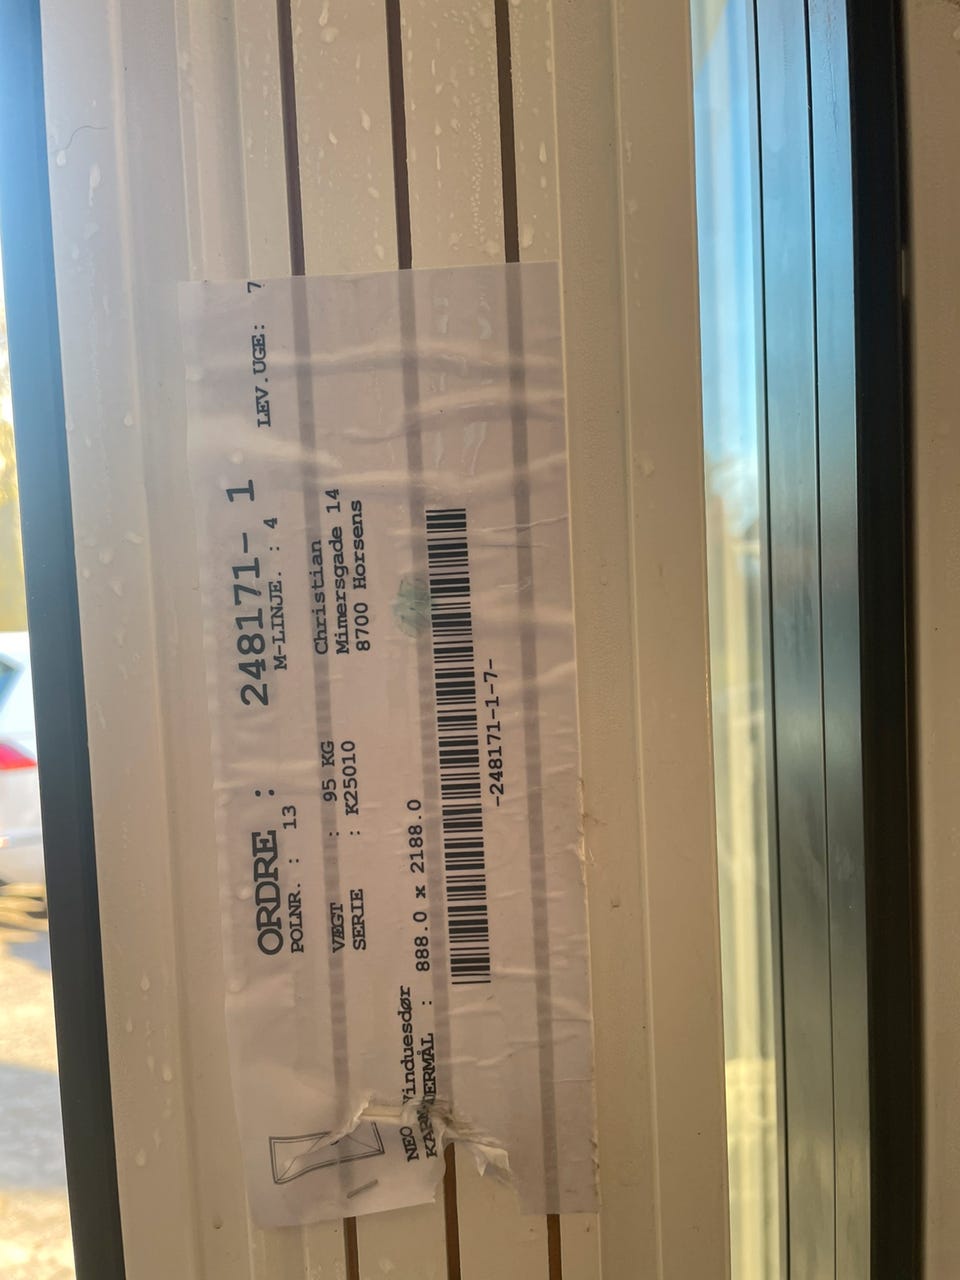 ORDRE : 248171- 1
POLNR. : 13 M-LINJE. : 4 LEV.UGE: 7
VÆGT : 95 KG Christian
SERIE : K25010 Mimersgade 14
8700 Horsens
NEO Vinduesdør
KARMYDERMÅL : 888.0 x 2188.0
-248171-1-7-